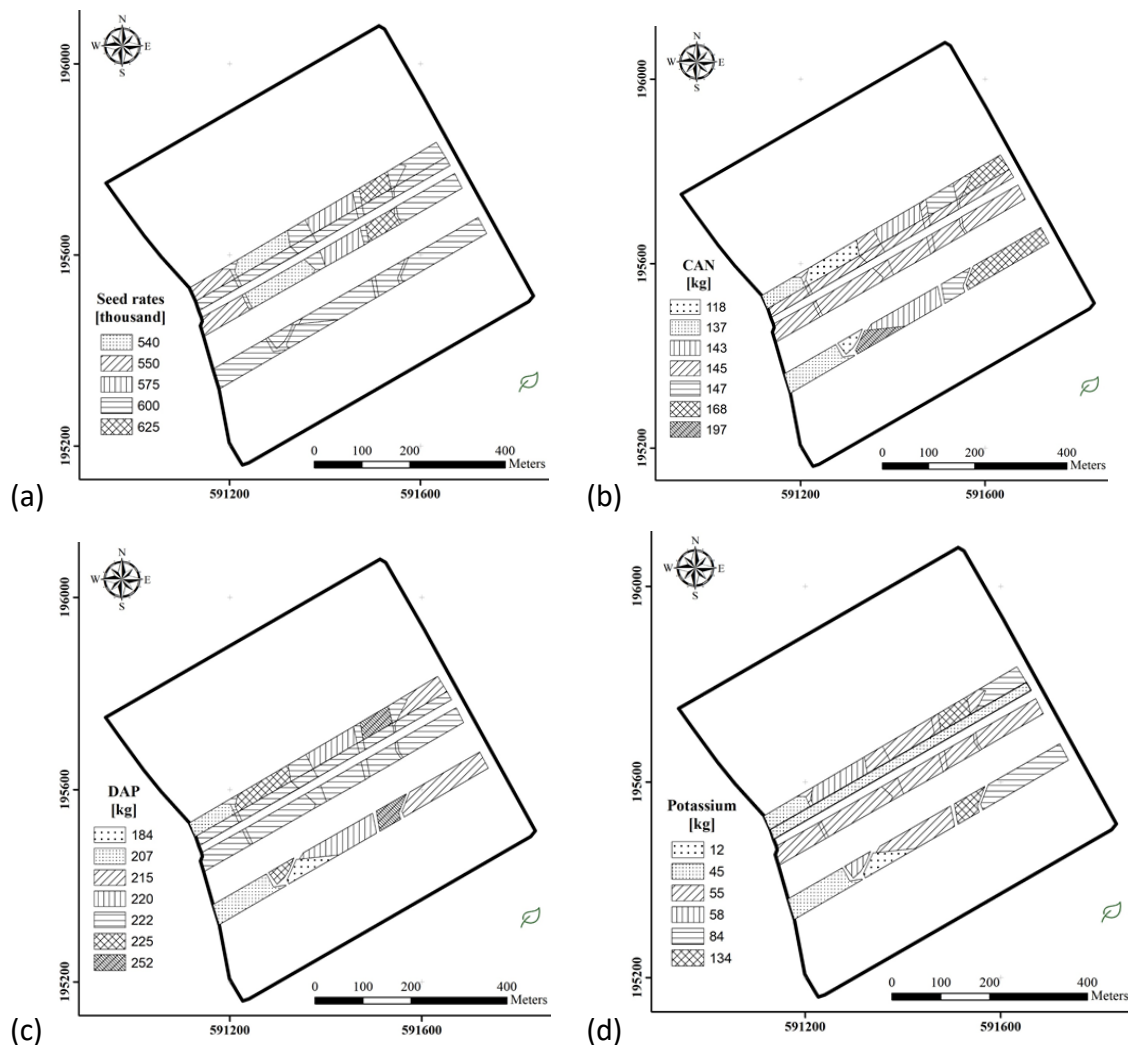 N
W E
S
196000
195600
195200
Seed rates
[thousand]
540
550
575
600
625
0 100 200 400
Meters
591200 591600
(a)
N
W E
S
196000
195600
195200
CAN
[kg]
118
137
143
145
147
168
197
0 100 200 400
Meters
591200 591600
(b)
N
W E
S
196000
195600
195200
DAP
[kg]
184
207
215
220
222
225
252
0 100 200 400
Meters
591200 591600
(c)
N
W E
S
196000
195600
195200
Potassium
[kg]
12
45
55
58
84
134
0 100 200 400
Meters
591200 591600
(d)